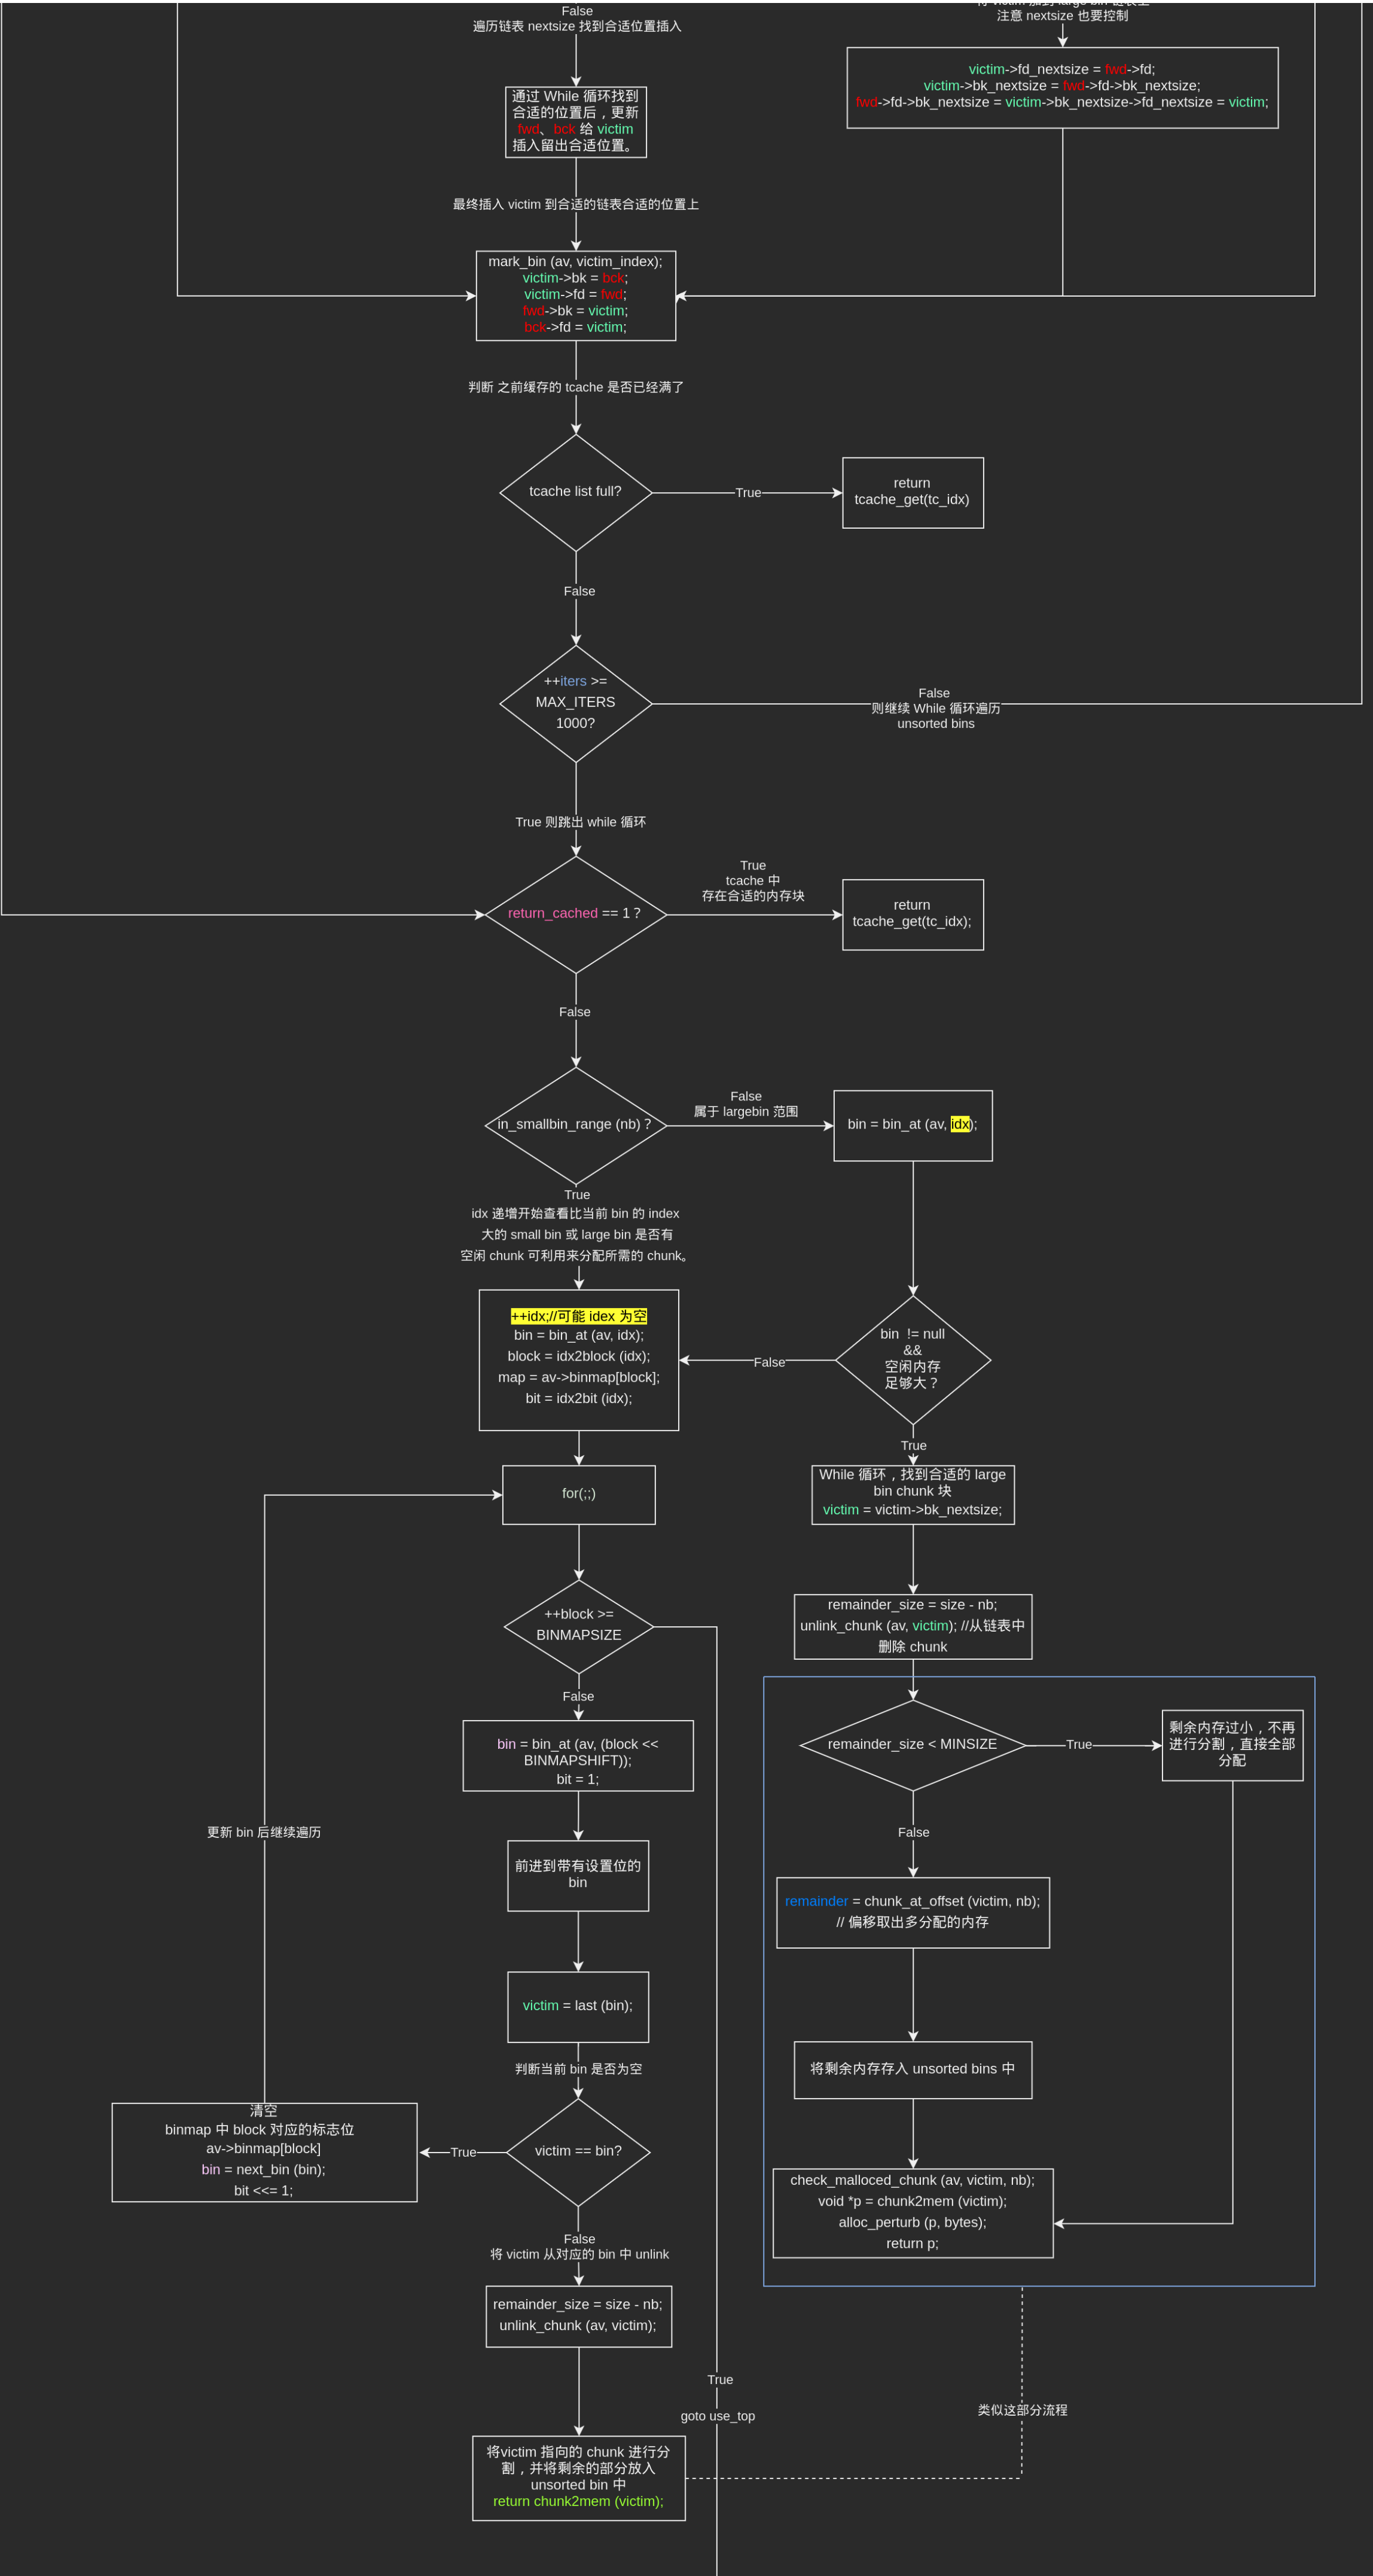 False
遍历链表 nextsize 找到合适位置插入
注意 nextsize 也要控制
victim->fd_nextsize = fwd->fd;
victim->bk_nextsize = fwd->fd->bk_nextsize;
fwd->fd->bk_nextsize = victim->bk_nextsize->fd_nextsize = victim;
通过 While 循环找到
合适的位置后，更新
fwd、bck 给 victim
插入留出合适位置。
最终插入 victim 到合适的链表合适的位置上
mark_bin (av, victim_index);
victim->bk = bck;
victim->fd = fwd;
fwd->bk = victim;
bck->fd = victim;
判断 之前缓存的 tcache 是否已经满了
tcache list full?
True
return
tcache_get(tc_idx)
False
++iters >=
MAX_ITERS
1000?
False
则继续 While 循环遍历
unsorted bins
True 则跳出 while 循环
return_cached == 1？
True
tcache 中
存在合适的内存块
return
tcache_get(tc_idx);
False
in_smallbin_range (nb)？
False
属于 largebin 范围
bin = bin_at (av, idx);
True
idx 递增开始查看比当前 bin 的 index
大的 small bin 或 large bin 是否有
空闲 chunk 可利用来分配所需的 chunk。
++idx;//可能 idex 为空
bin = bin_at (av, idx);
block = idx2block (idx);
map = av->binmap[block];
bit = idx2bit (idx);
False
bin  != null
&&
空闲内存
足够大？
True
for(;;)
While 循环，找到合适的 large
bin chunk 块
victim = victim->bk_nextsize;
++block >=
BINMAPSIZE
remainder_size = size - nb;
unlink_chunk (av, victim); //从链表中
删除 chunk
False
bin = bin_at (av, (block <<
BINMAPSHIFT));
bit = 1;
remainder_size < MINSIZE
True
剩余内存过小，不再
进行分割，直接全部
分配
更新 bin 后继续遍历
前进到带有设置位的
bin
False
remainder = chunk_at_offset (victim, nb);
// 偏移取出多分配的内存
victim = last (bin);
将剩余内存存入 unsorted bins 中
判断当前 bin 是否为空
清空
binmap 中 block 对应的标志位
av->binmap[block]
bin = next_bin (bin);
bit <<= 1;
True
victim == bin?
check_malloced_chunk (av, victim, nb);
void *p = chunk2mem (victim);
alloc_perturb (p, bytes);
return p;
False
将 victim 从对应的 bin 中 unlink
remainder_size = size - nb;
unlink_chunk (av, victim);
True
goto use_top
类似这部分流程
将victim 指向的 chunk 进行分
割，并将剩余的部分放入
unsorted bin 中
return chunk2mem (victim);